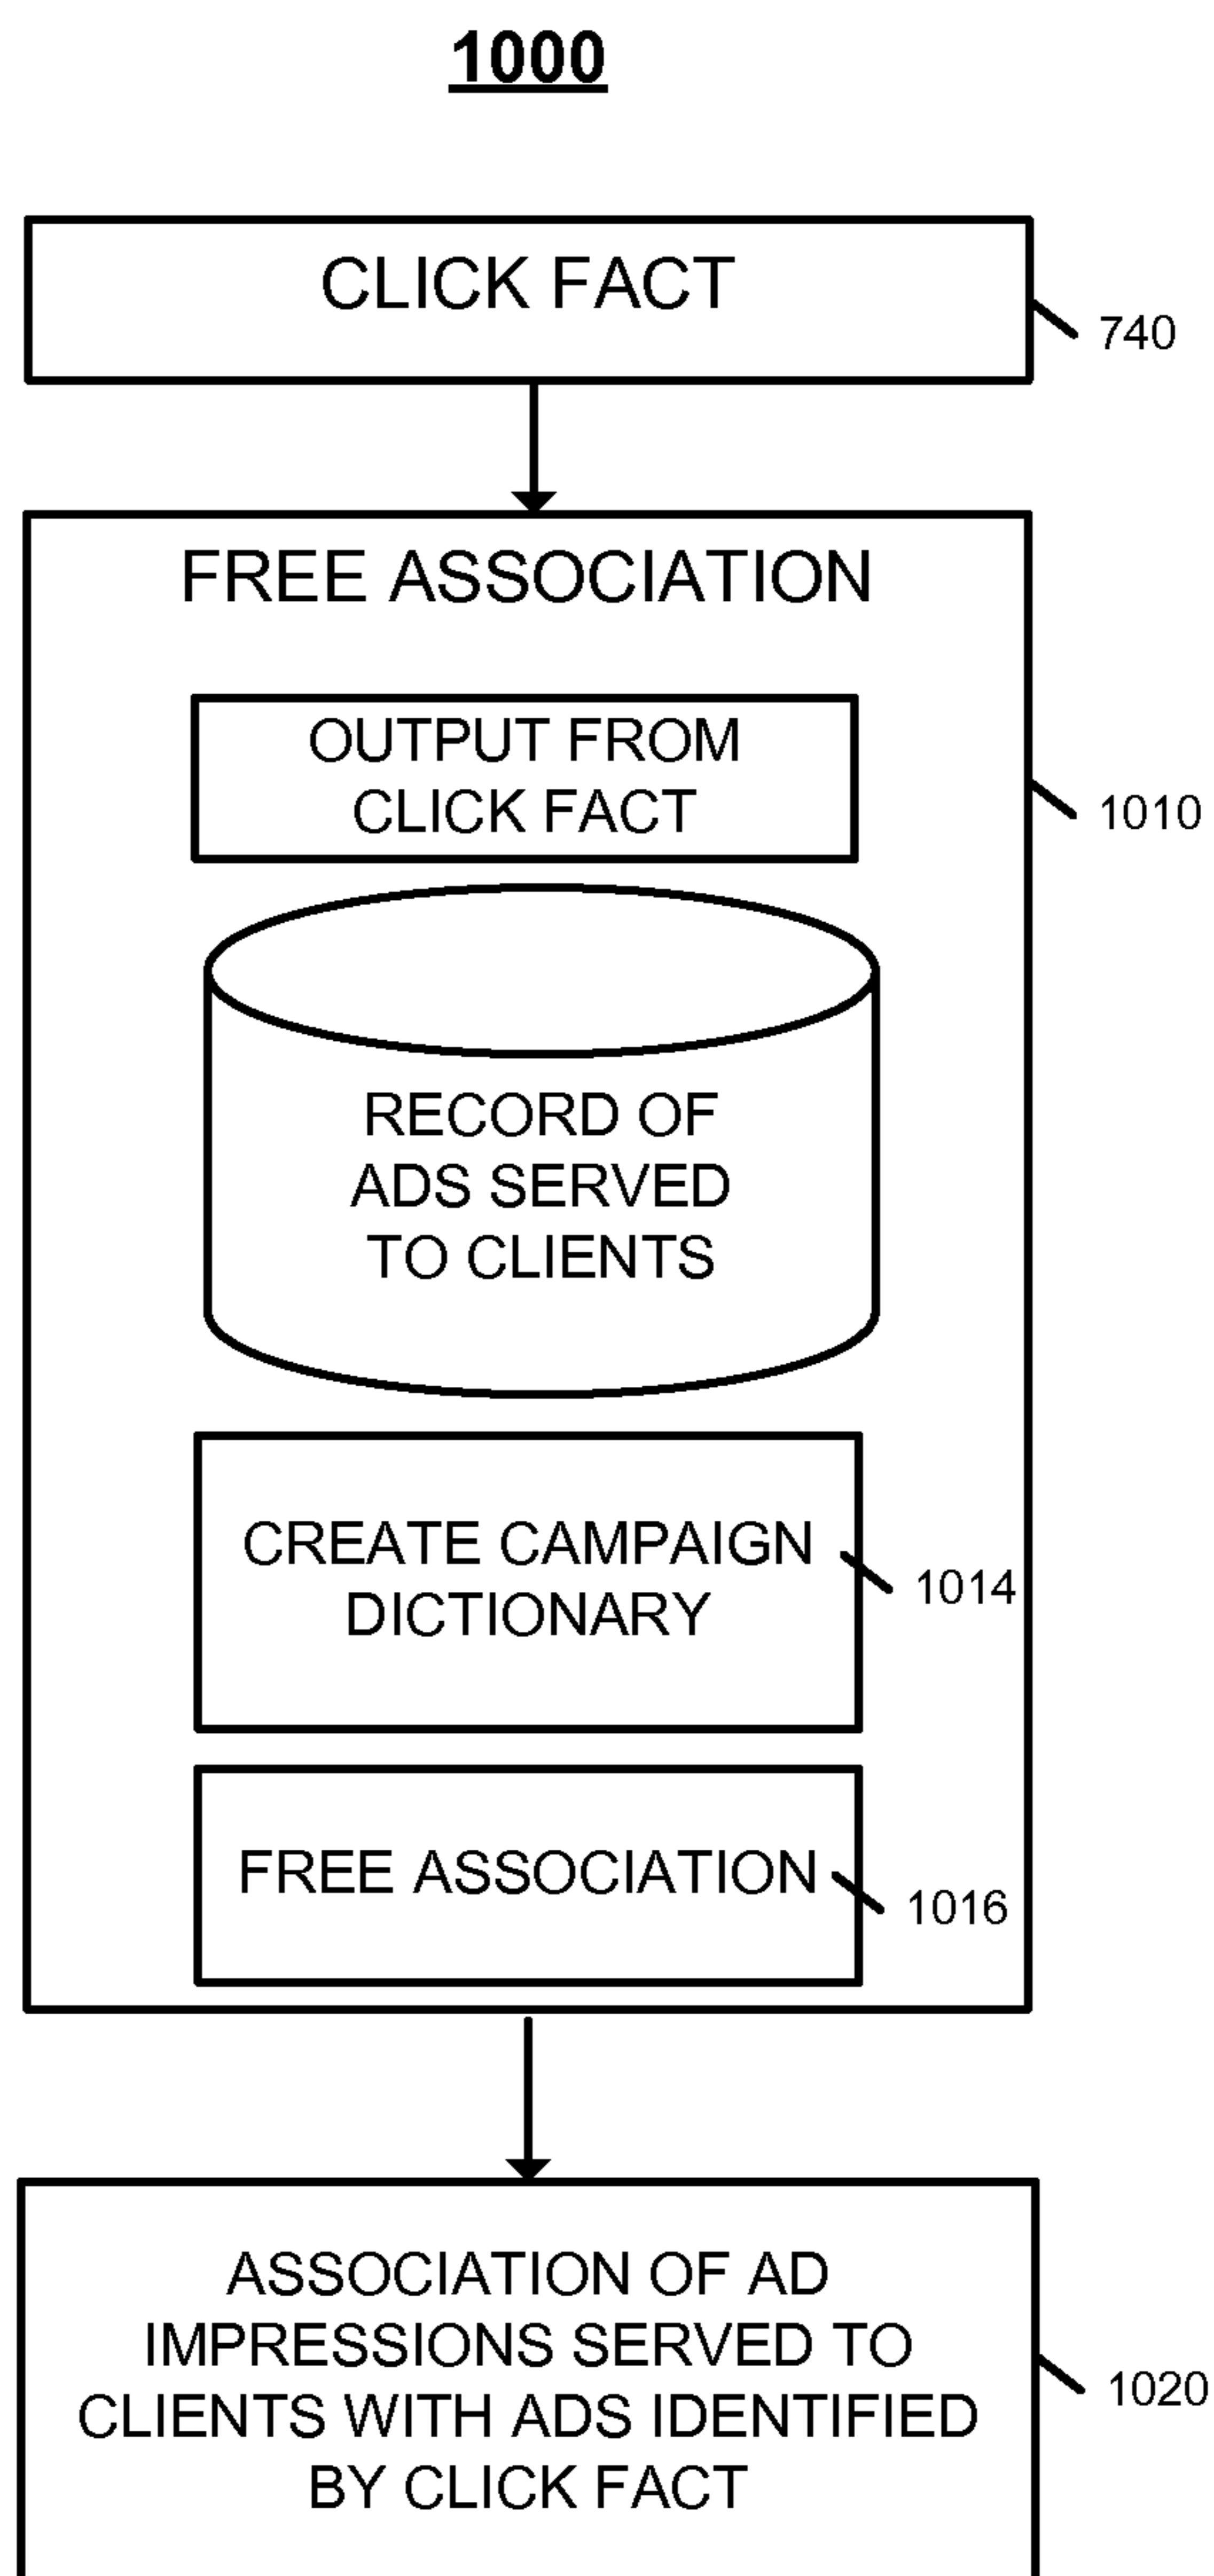 1000
CLICK FACT
740
FREE ASSOCIATION
OUTPUT FROM
CLICK FACT
1010
RECORD OF
ADS SERVED
TO CLIENTS
CREATE CAMPAIGN
DICTIONARY
1014
FREE ASSOCIATION
1016
ASSOCIATION OF AD
IMPRESSIONS SERVED TO
CLIENTS WITH ADS IDENTIFIED
BY CLICK FACT
1020